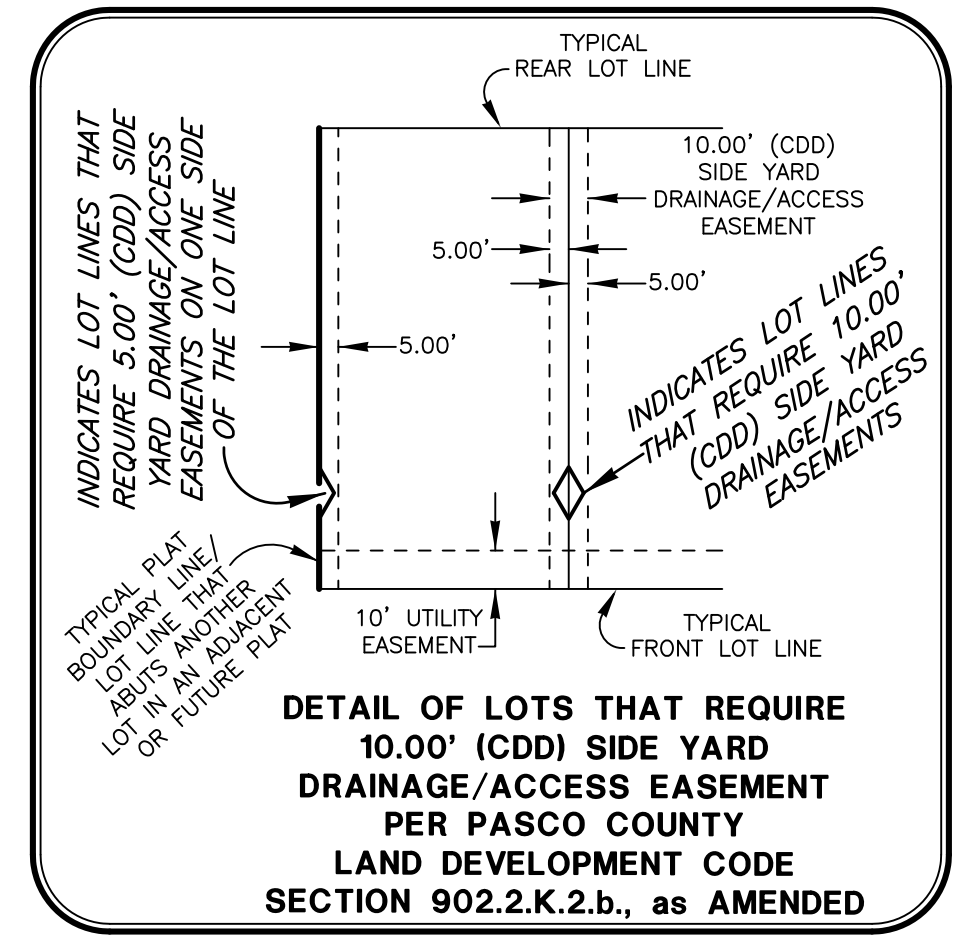 TYPICAL
REAR LOT LINE
INDICATES LOT LINES THAT
REQUIRE 5.00' (CDD) SIDE
YARD DRAINAGE/ACCESS
EASEMENTS ON ONE SIDE
OF THE LOT LINE
10.00' (CDD)
SIDE YARD
DRAINAGE/ACCESS
EASEMENT
5.00'
5.00'
5.00'
INDICATES LOT LINES
THAT REQUIRE 10.00'
(CDD) SIDE YARD
DRAINAGE/ACCESS
EASEMENTS
TYPICAL PLAT
BOUNDARY LINE/
LOT LINE THAT
ABUTS ANOTHER
LOT IN AN ADJACENT
OR FUTURE PLAT
10' UTILITY
EASEMENT
TYPICAL
FRONT LOT LINE
DETAIL OF LOTS THAT REQUIRE
10.00' (CDD) SIDE YARD
DRAINAGE/ACCESS EASEMENT
PER PASCO COUNTY
LAND DEVELOPMENT CODE
SECTION 902.2.K.2.b., as AMENDED